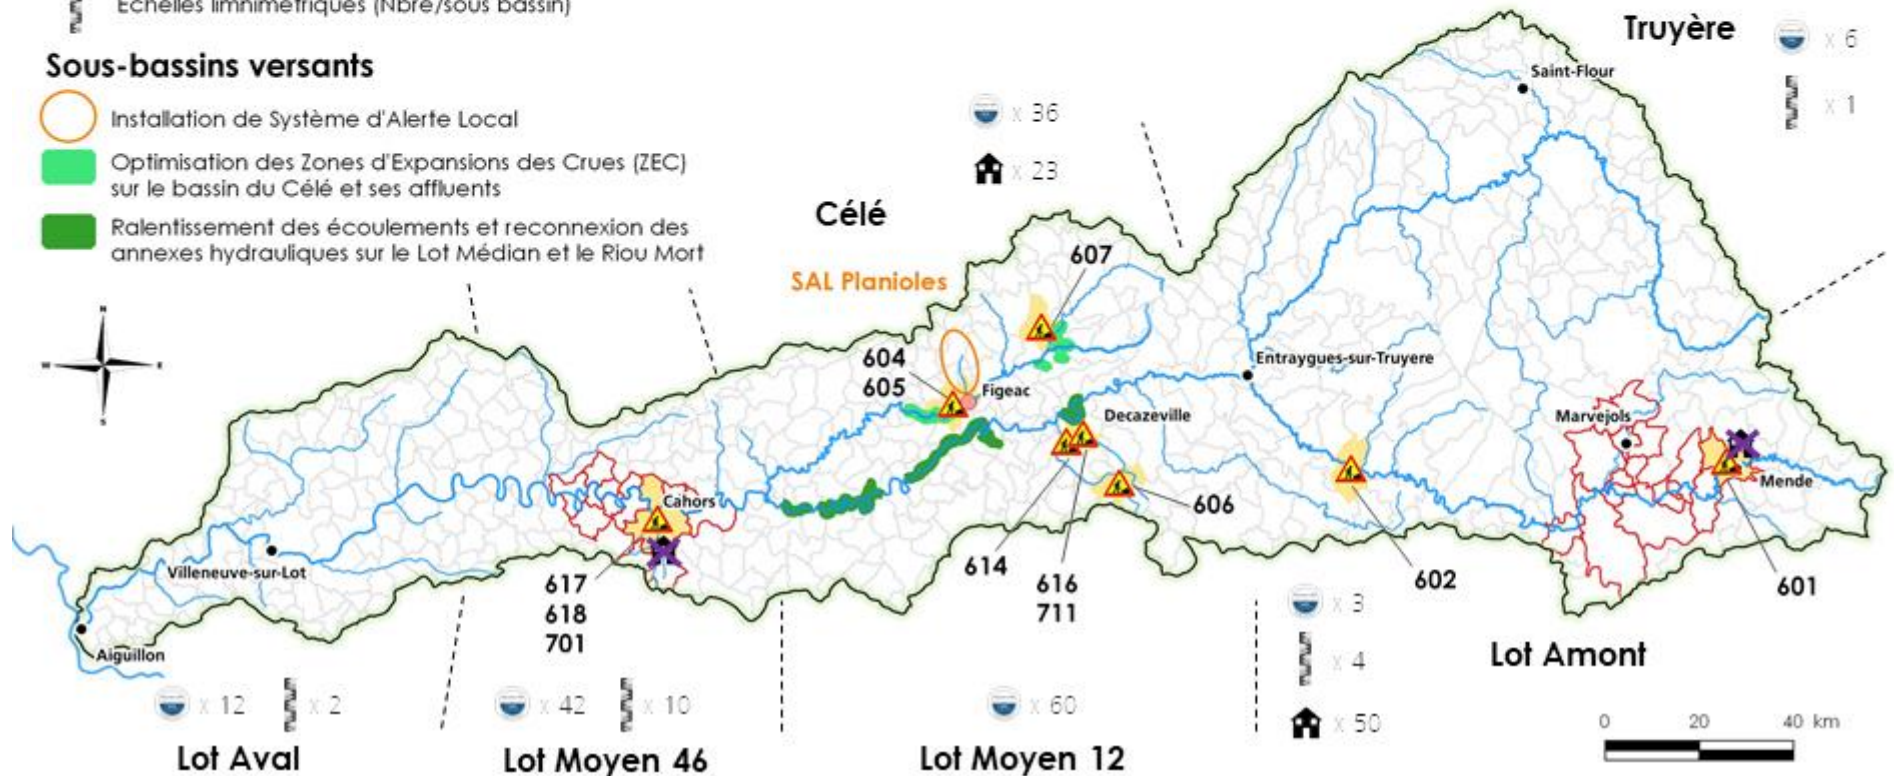 Échelles limnimétriques (Nbre/sous bassin)
Sous-bassins versants
Installation de Système d'Alerte Local
Optimisation des Zones d'Expansions des Crues (ZEC)
sur le bassin du Célé et ses affluents
Ralentissement des écoulements et reconnexion des
annexes hydrauliques sur le Lot Médian et le Riou Mort
Truyère
x 6
x 1
Saint-Flour
x 36
x 23
Célé
SAL Planioles
607
604
605
Figeac
Decazeville
Entraygues-sur-Truyere
Marvejols
Mende
Cahors
606
614
616
711
602
601
617
618
701
Villeneuve-sur-Lot
Aiguillon
N
W
E
S
x 12
x 2
x 42
x 10
x 60
x 3
x 4
x 50
Lot Aval
Lot Moyen 46
Lot Moyen 12
Lot Amont
0 20 40 km